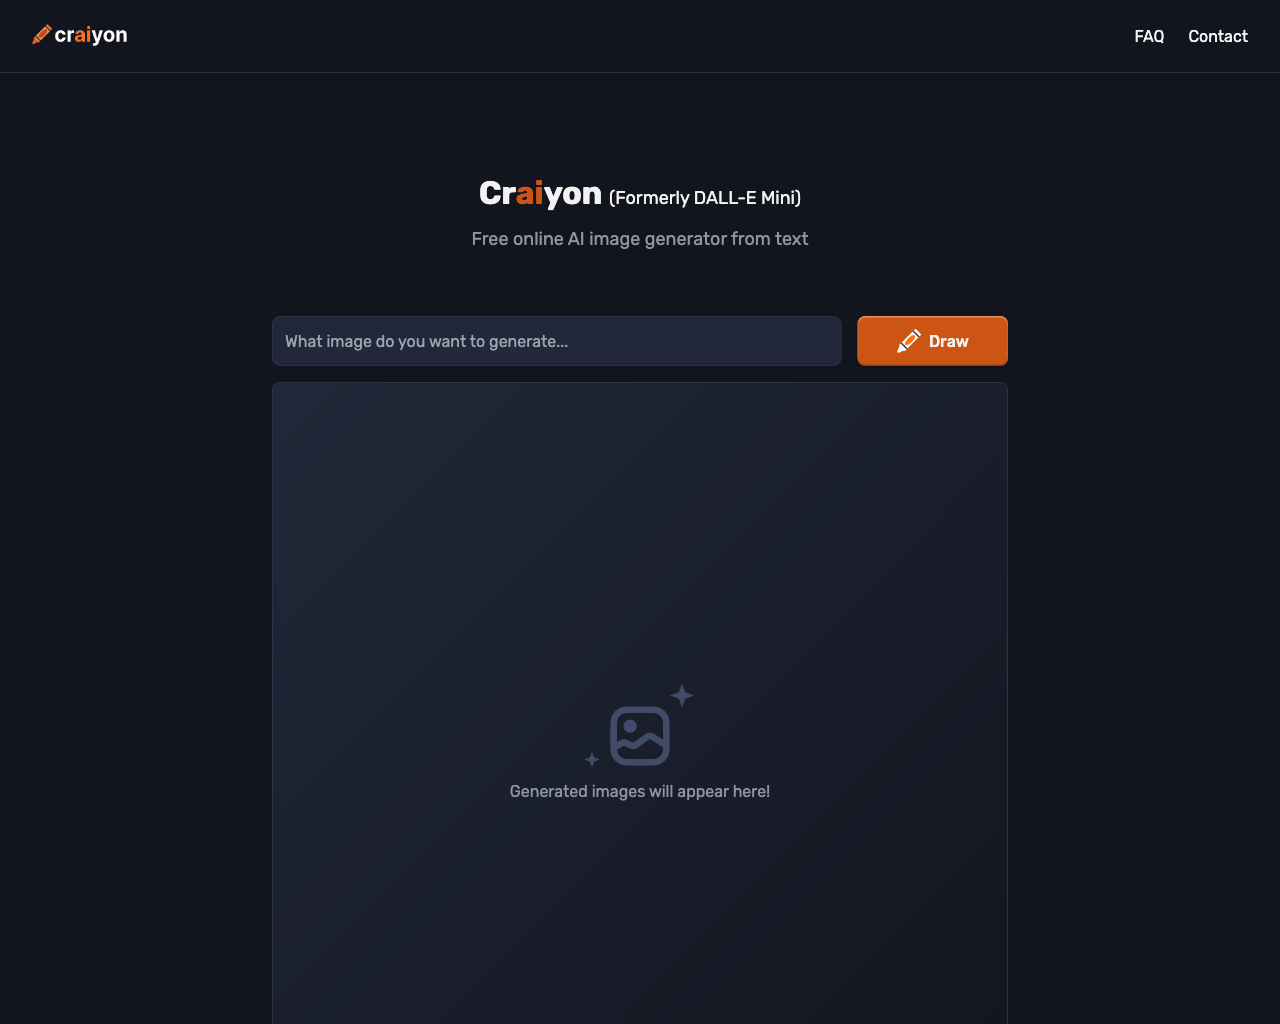 craiyon
FAQ Contact
Craiyon (Formerly DALL-E Mini)
Free online AI image generator from text
What image do you want to generate...
Draw
Generated images will appear here!